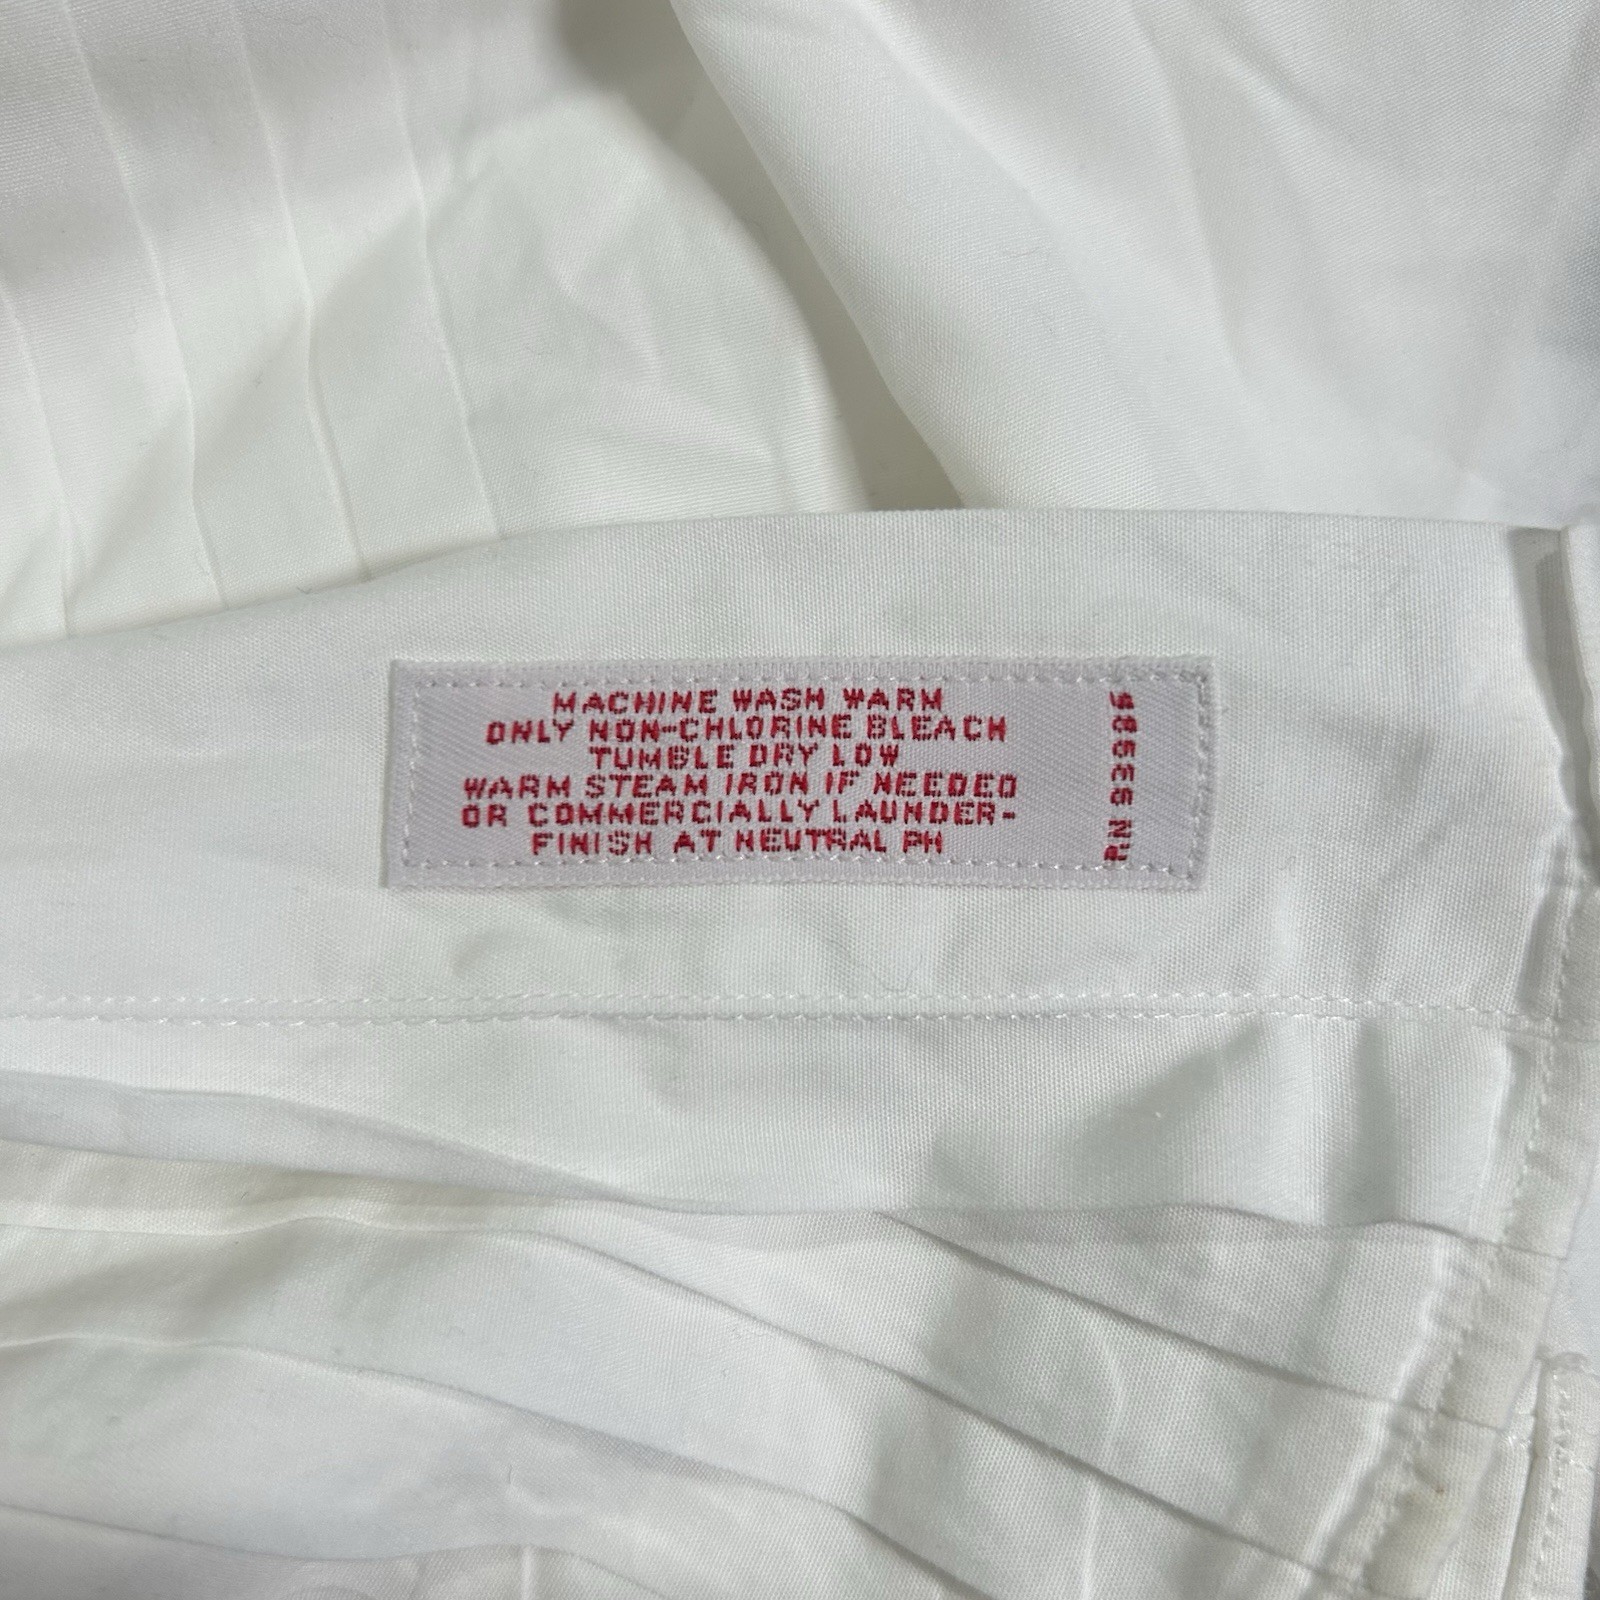 MACHINE WASH WARM
ONLY NON-CHLORINE BLEACH
TUMBLE DRY LOW
WARM STEAM IRON IF NEEDED
OR COMMERCIALLY LAUNDER-
FINISH AT NEUTRAL PH
RN